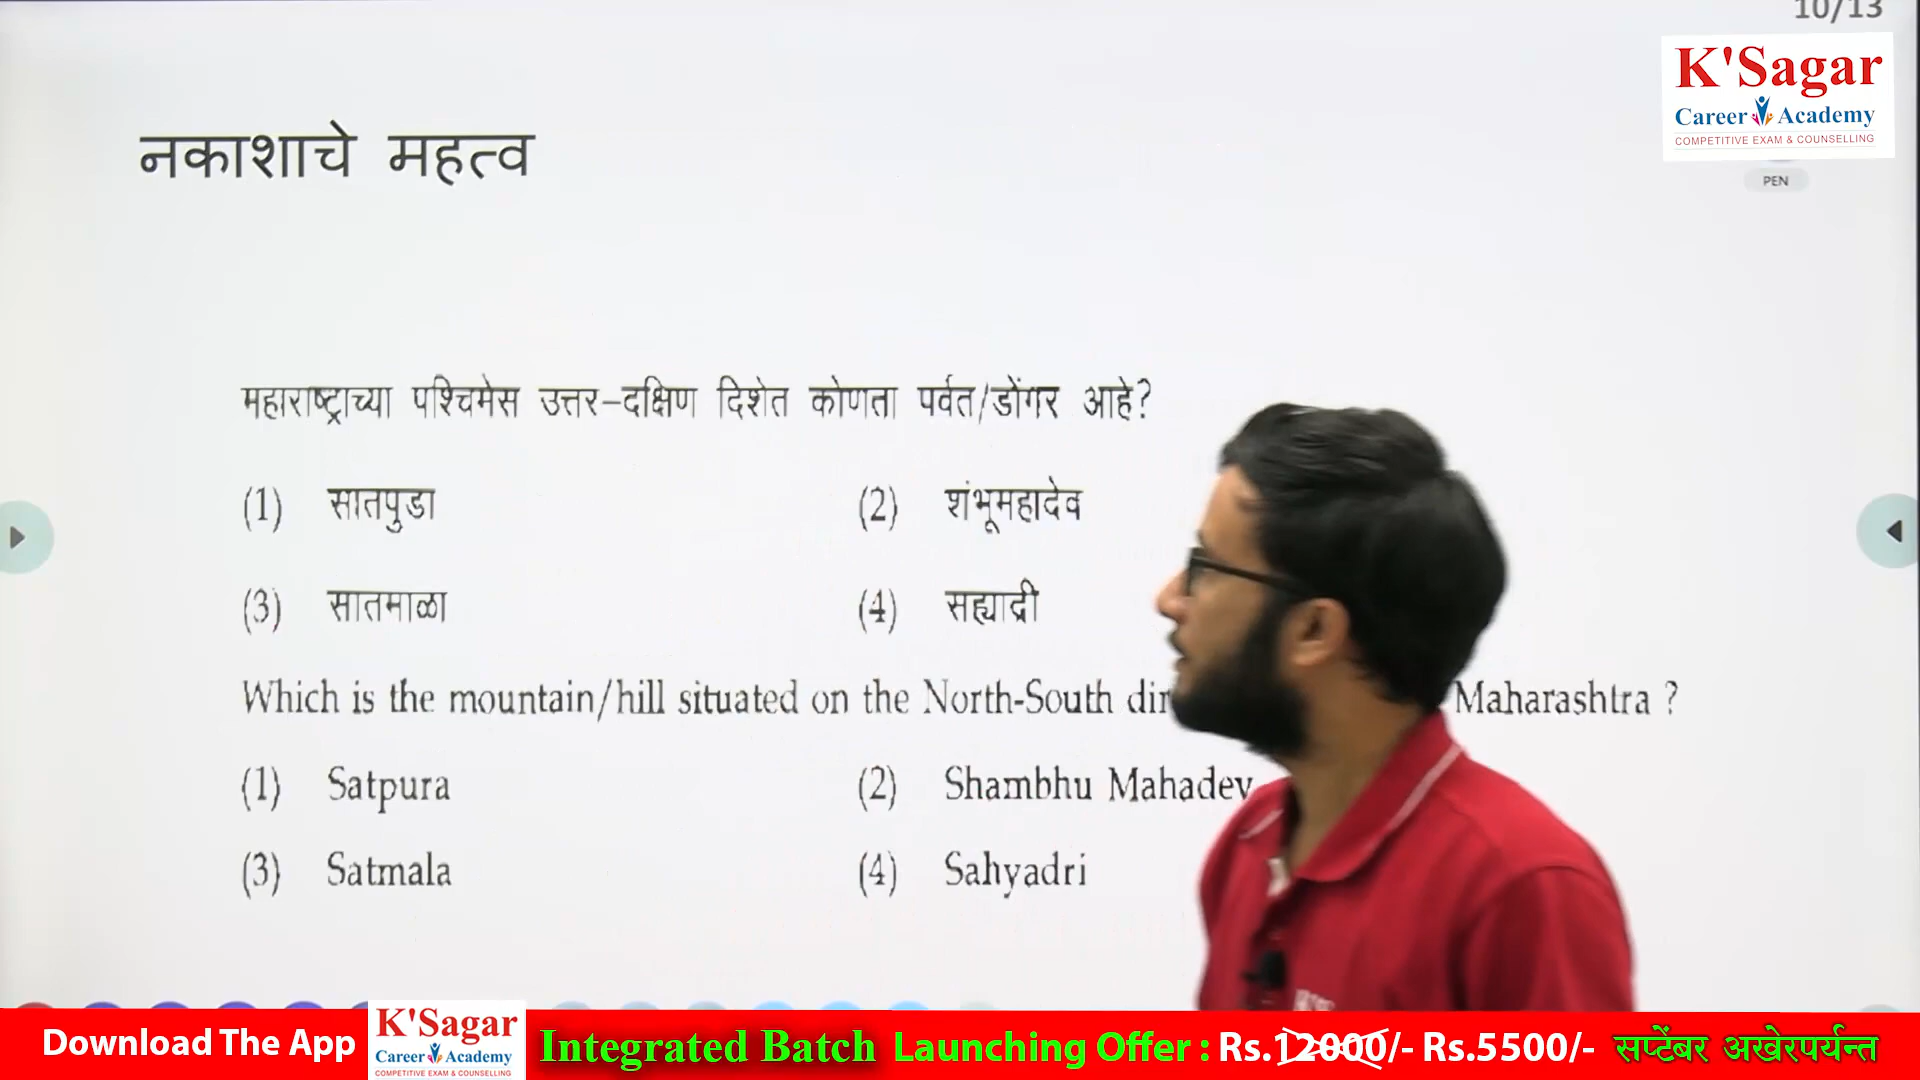 10/13
K'Sagar
Career Academy
COMPETITIVE EXAM & COUNSELLING
PEN
नकाशाचे महत्व
महाराष्ट्राच्या पश्चिमेस उत्तर-दक्षिण दिशेत कोणता पर्वत/डोंगर आहे?
(1) सातपुडा (2) शंभूमहादेव
(3) सातमाळा (4) सह्याद्री
Which is the mountain/hill situated on the North-South Maharashtra ?
(1) Satpura (2) Shambhu Mahadev
(3) Satmala (4) Sahyadri
Download The App K'Sagar Career Academy COMPETITIVE EXAM & COUNSELLING Integrated Batch Launching Offer : Rs.12000/- Rs.5500/- सप्टेंबर अखेरपर्यन्त